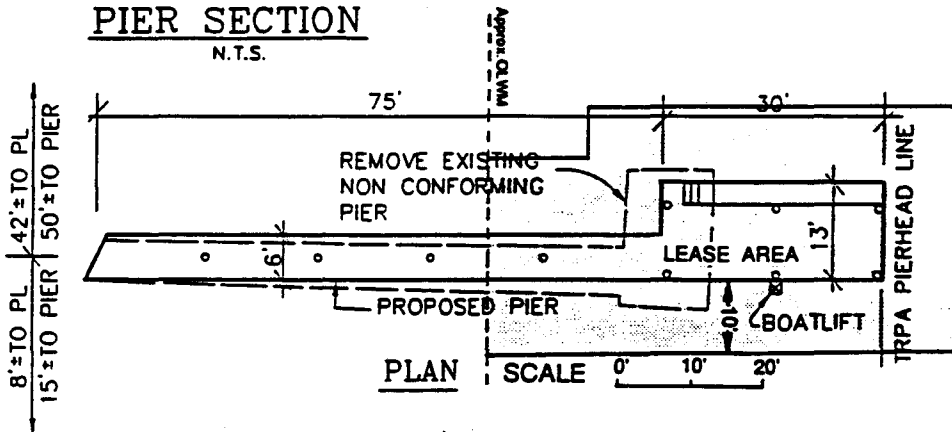 PIER SECTION
N.T.S.
Approx. OLWM
75'
30'
42'± TO PL
50'± TO PIER
REMOVE EXISTING
NON CONFORMING
PIER
TRPA PIERHEAD LINE
6'
LEASE AREA
13'
8'± TO PL
15'± TO PIER
PROPOSED PIER
10'
BOATLIFT
PLAN
SCALE
0' 10' 20'